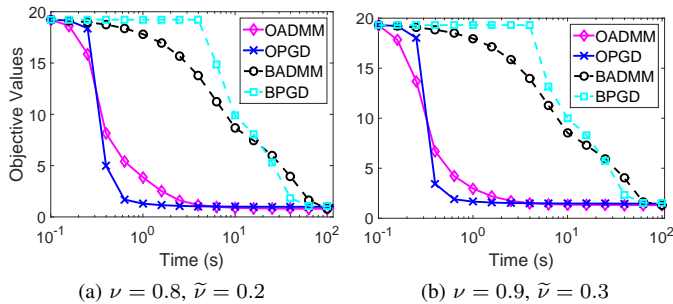 20
15
10
5
0
Objective Values
OADMM
OPGD
BADMM
BPGD
10^-1 10^0 10^1 10^2
Time (s)
(a) ν = 0.8, ν̃ = 0.2
20
15
10
5
0
OADMM
OPGD
BADMM
BPGD
10^-1 10^0 10^1 10^2
Time (s)
(b) ν = 0.9, ν̃ = 0.3